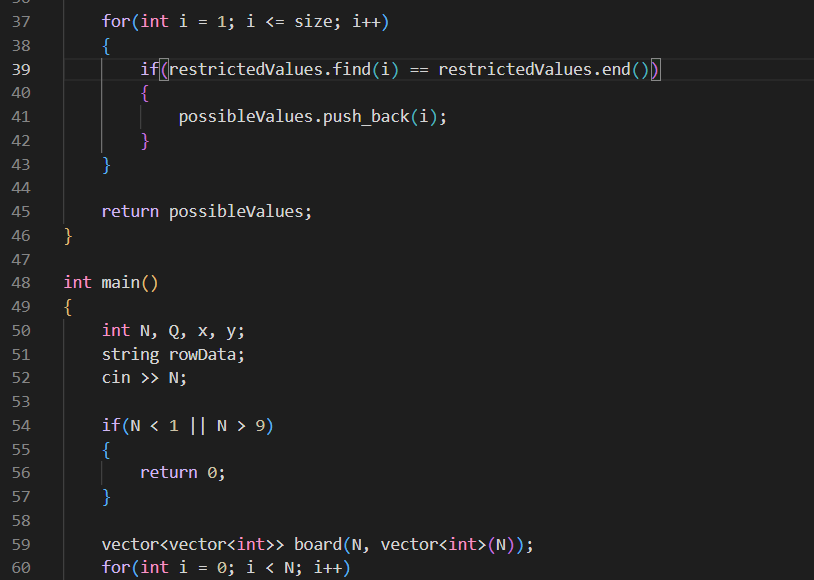 37 for(int i = 1; i <= size; i++)
38 {
39 if(restrictedValues.find(i) == restrictedValues.end())
40 {
41 possibleValues.push_back(i);
42 }
43 }
44
45 return possibleValues;
46 }
47
48 int main()
49 {
50 int N, Q, x, y;
51 string rowData;
52 cin >> N;
53
54 if(N < 1 || N > 9)
55 {
56 return 0;
57 }
58
59 vector<vector<int>> board(N, vector<int>(N));
60 for(int i = 0; i < N; i++)